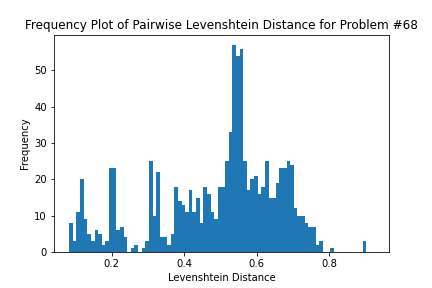 Frequency Plot of Pairwise Levenshtein Distance for Problem #68
Frequency
50
40
30
20
10
0
0.2 0.4 0.6 0.8
Levenshtein Distance